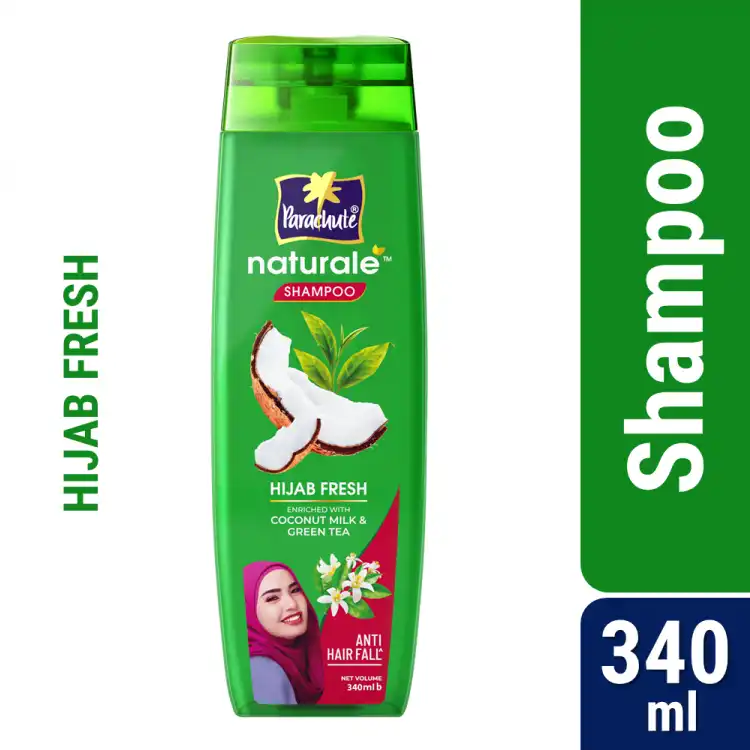 HIJAB FRESH
Parachute®
naturale™
SHAMPOO
HIJAB FRESH
ENRICHED WITH
COCONUT MILK &
GREEN TEA
ANTI
HAIR FALL^
NET VOLUME
340ml b
Shampoo
340
ml